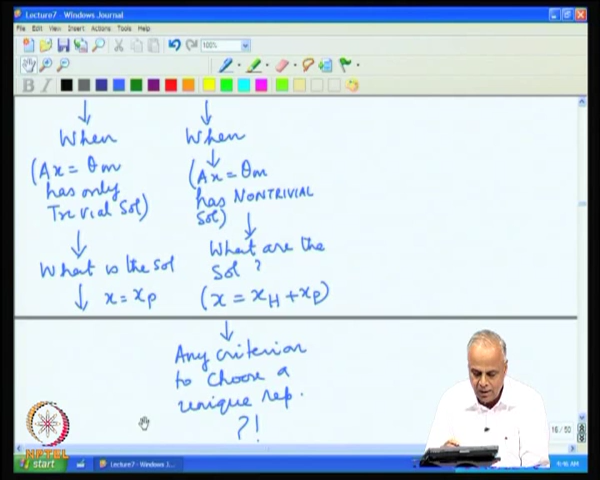 Lecture7 - Windows Journal
File Edit View Insert Actions Tools Help
100%
When
(Ax = θm
has only
Trivial Sol)
What is the Sol
x = xp
When
(Ax = θm
has NONTRIVIAL
Sol)
What are the
Sol ?
(x = xH + xp)
Any criterion
to choose a
unique rep.
?!
16 / 50
NPTEL
start
Lecture7 - Windows J...